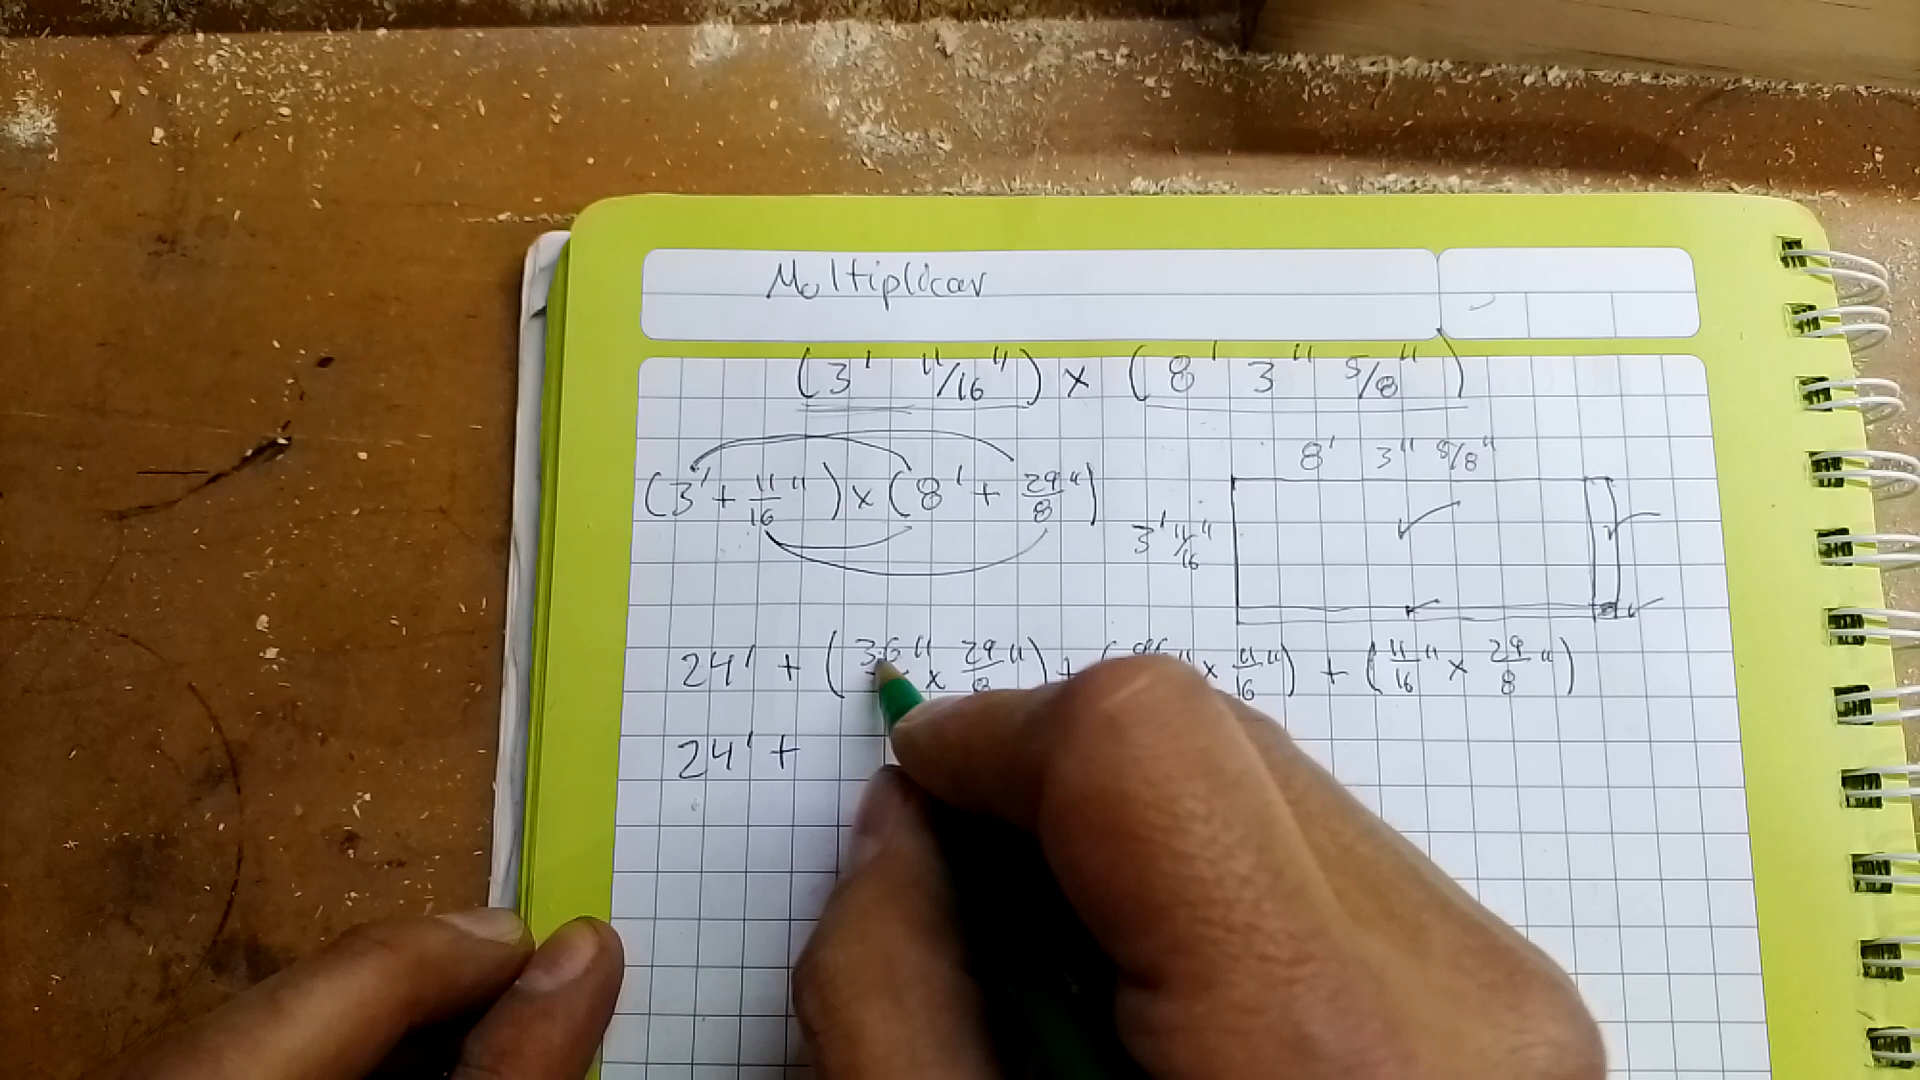 Multiplicar
(3' 11/16") x (8' 3" 5/8")
8' 3" 5/8"
(3' + 11/16") x (8' + 29/8")
3' 11/16"
24' + (36" x 29/8") + ( " x 11/16") + (11/16" x 29/8")
24' +